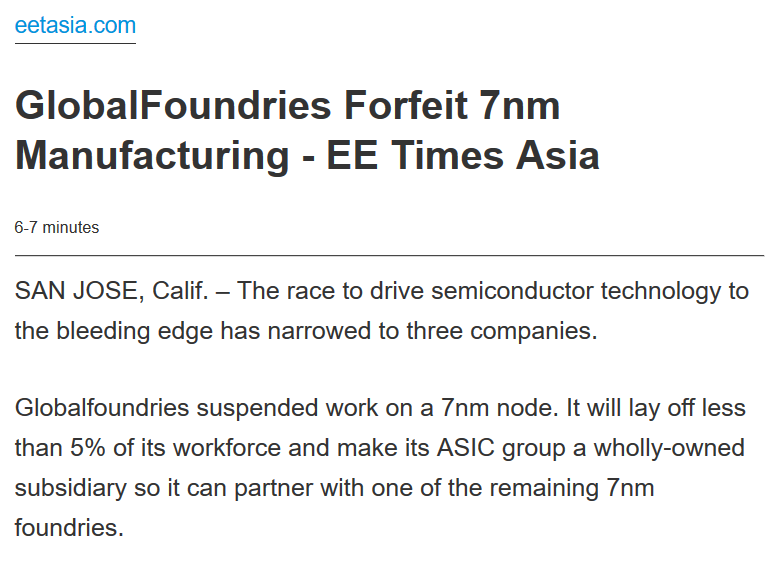 eetasia.com
GlobalFoundries Forfeit 7nm
Manufacturing - EE Times Asia
6-7 minutes
SAN JOSE, Calif. – The race to drive semiconductor technology to
the bleeding edge has narrowed to three companies.
Globalfoundries suspended work on a 7nm node. It will lay off less
than 5% of its workforce and make its ASIC group a wholly-owned
subsidiary so it can partner with one of the remaining 7nm
foundries.